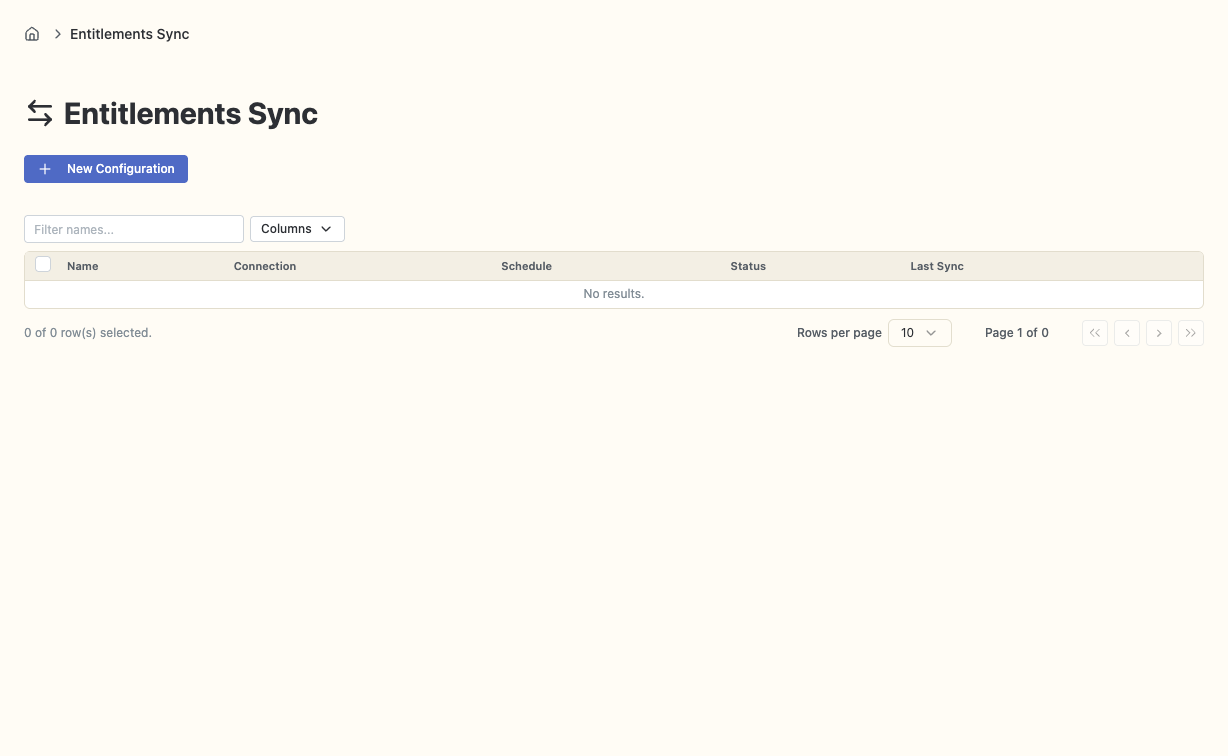 Entitlements Sync
Entitlements Sync
New Configuration
Filter names...
Columns
Name Connection Schedule Status Last Sync
No results.
0 of 0 row(s) selected.
Rows per page 10 Page 1 of 0